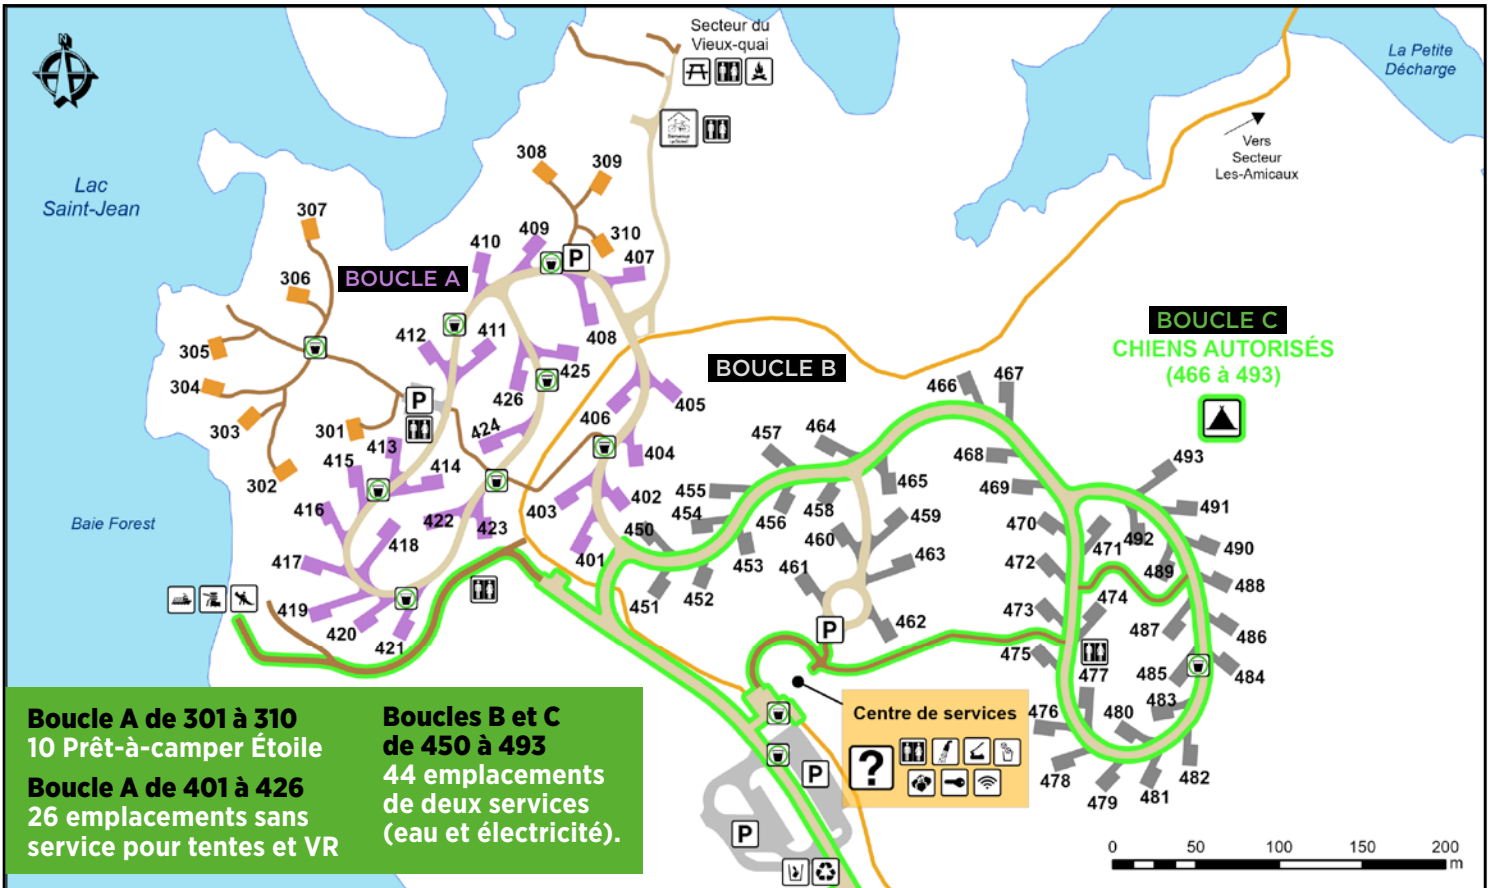 N
Secteur du
Vieux-quai
La Petite
Décharge
Vers
Secteur
Les-Amicaux
Lac
Saint-Jean
Baie Forest
BOUCLE A
BOUCLE B
BOUCLE C
CHIENS AUTORISÉS
(466 à 493)
308
309
307
310
409
410
407
306
412
411
408
305
425
304
426
405
303
301
424
406
413
404
302
415
414
402
416
422
423
403
418
401
417
419
420
421
P
P
457
464
466
467
468
465
469
455
454
456
458
459
450
460
453
463
461
451
452
462
470
471
492
493
491
490
489
488
472
474
473
487
486
475
477
485
484
483
476
480
478
479
481
482
P
P
P
Centre de services
?
Boucle A de 301 à 310
10 Prêt-à-camper Étoile
Boucle A de 401 à 426
26 emplacements sans
service pour tentes et VR
Boucles B et C
de 450 à 493
44 emplacements
de deux services
(eau et électricité).
0 50 100 150 200
m